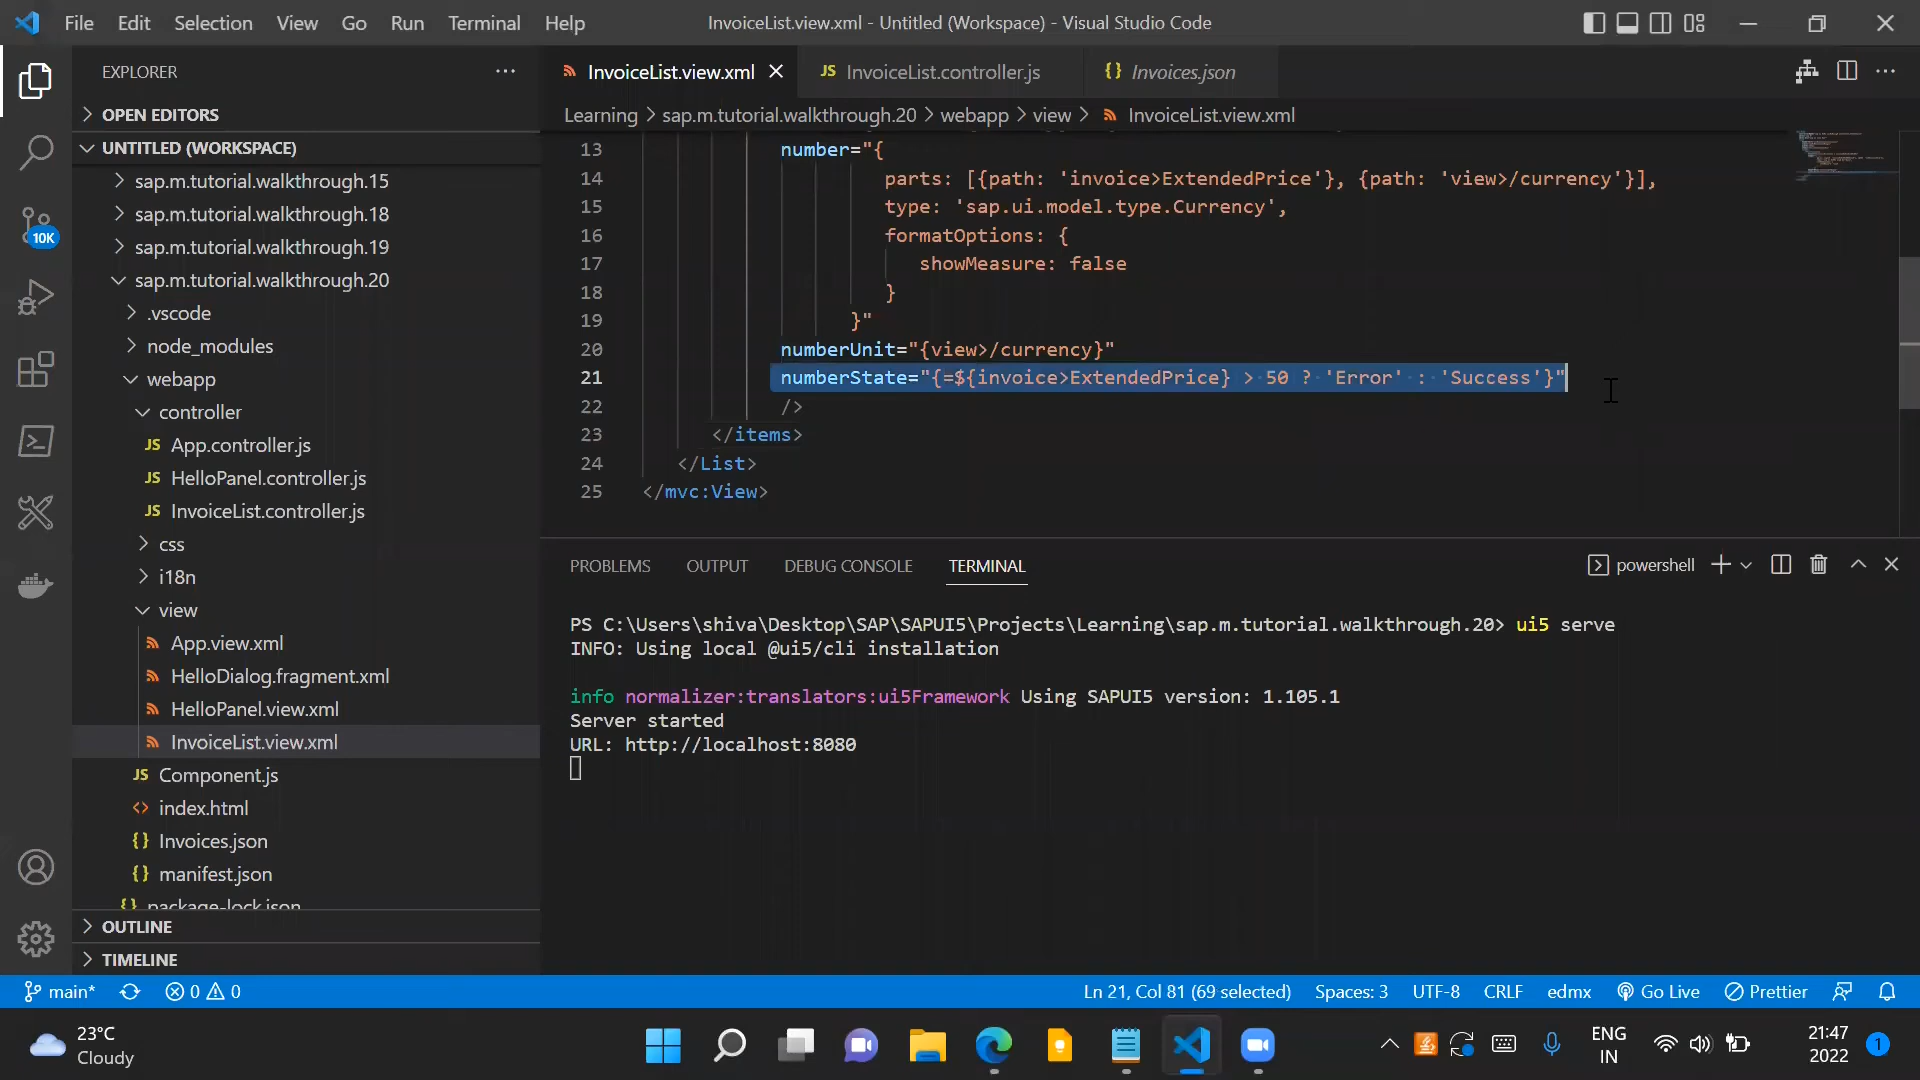 File Edit Selection View Go Run Terminal Help
InvoiceList.view.xml - Untitled (Workspace) - Visual Studio Code
EXPLORER
OPEN EDITORS
UNTITLED (WORKSPACE)
sap.m.tutorial.walkthrough.15
sap.m.tutorial.walkthrough.18
sap.m.tutorial.walkthrough.19
sap.m.tutorial.walkthrough.20
.vscode
node_modules
webapp
controller
JS App.controller.js
JS HelloPanel.controller.js
JS InvoiceList.controller.js
css
i18n
view
App.view.xml
HelloDialog.fragment.xml
HelloPanel.view.xml
InvoiceList.view.xml
JS Component.js
<> index.html
{} Invoices.json
{} manifest.json
{} package-lock.json
OUTLINE
TIMELINE
10K
InvoiceList.view.xml
JS InvoiceList.controller.js
{} Invoices.json
Learning > sap.m.tutorial.walkthrough.20 > webapp > view > InvoiceList.view.xml
13 number="{
14 parts: [{path: 'invoice>ExtendedPrice'}, {path: 'view>/currency'}],
15 type: 'sap.ui.model.type.Currency',
16 formatOptions: {
17 showMeasure: false
18 }
19 }"
20 numberUnit="{view>/currency}"
21 numberState="{=${invoice>ExtendedPrice} > 50 ? 'Error' : 'Success'}"
22 />
23 </items>
24 </List>
25 </mvc:View>
PROBLEMS OUTPUT DEBUG CONSOLE TERMINAL
powershell
PS C:\Users\shiva\Desktop\SAP\SAPUI5\Projects\Learning\sap.m.tutorial.walkthrough.20> ui5 serve
INFO: Using local @ui5/cli installation
info normalizer:translators:ui5Framework Using SAPUI5 version: 1.105.1
Server started
URL: http://localhost:8080
main* 0 0
Ln 21, Col 81 (69 selected) Spaces: 3 UTF-8 CRLF edmx Go Live Prettier
23°C
Cloudy
ENG
IN
21:47
2022
1